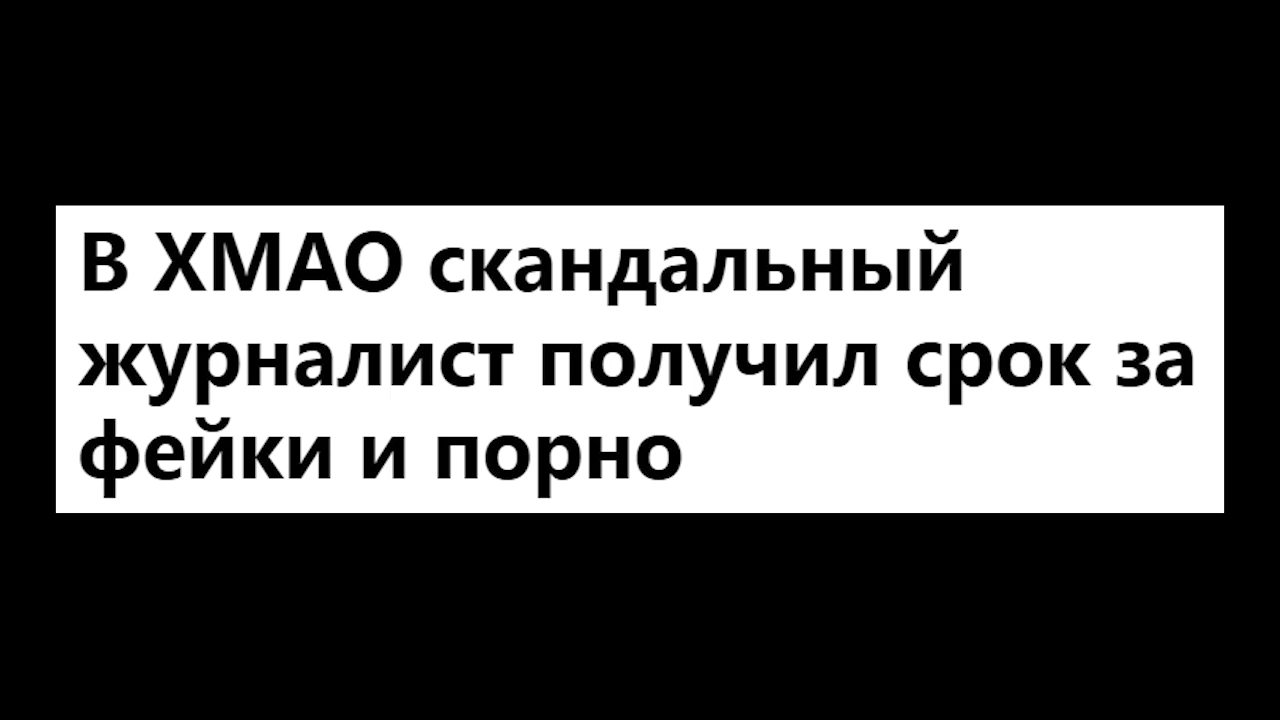 В ХМАО скандальный
журналист получил срок за
фейки и порно